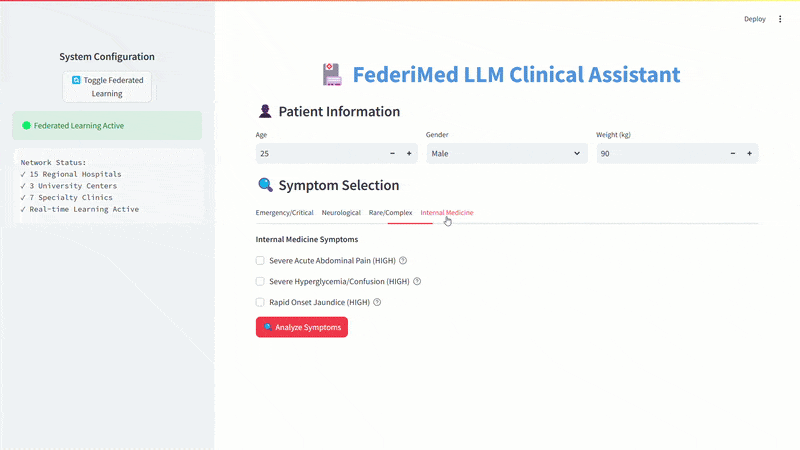 Deploy
System Configuration
Toggle Federated
Learning
Federated Learning Active
Network Status:
✓ 15 Regional Hospitals
✓ 3 University Centers
✓ 7 Specialty Clinics
✓ Real-time Learning Active
FederiMed LLM Clinical Assistant
Patient Information
Age Gender Weight (kg)
25 Male 90
Symptom Selection
Emergency/Critical Neurological Rare/Complex Internal Medicine
Internal Medicine Symptoms
Severe Acute Abdominal Pain (HIGH)
Severe Hyperglycemia/Confusion (HIGH)
Rapid Onset Jaundice (HIGH)
Analyze Symptoms